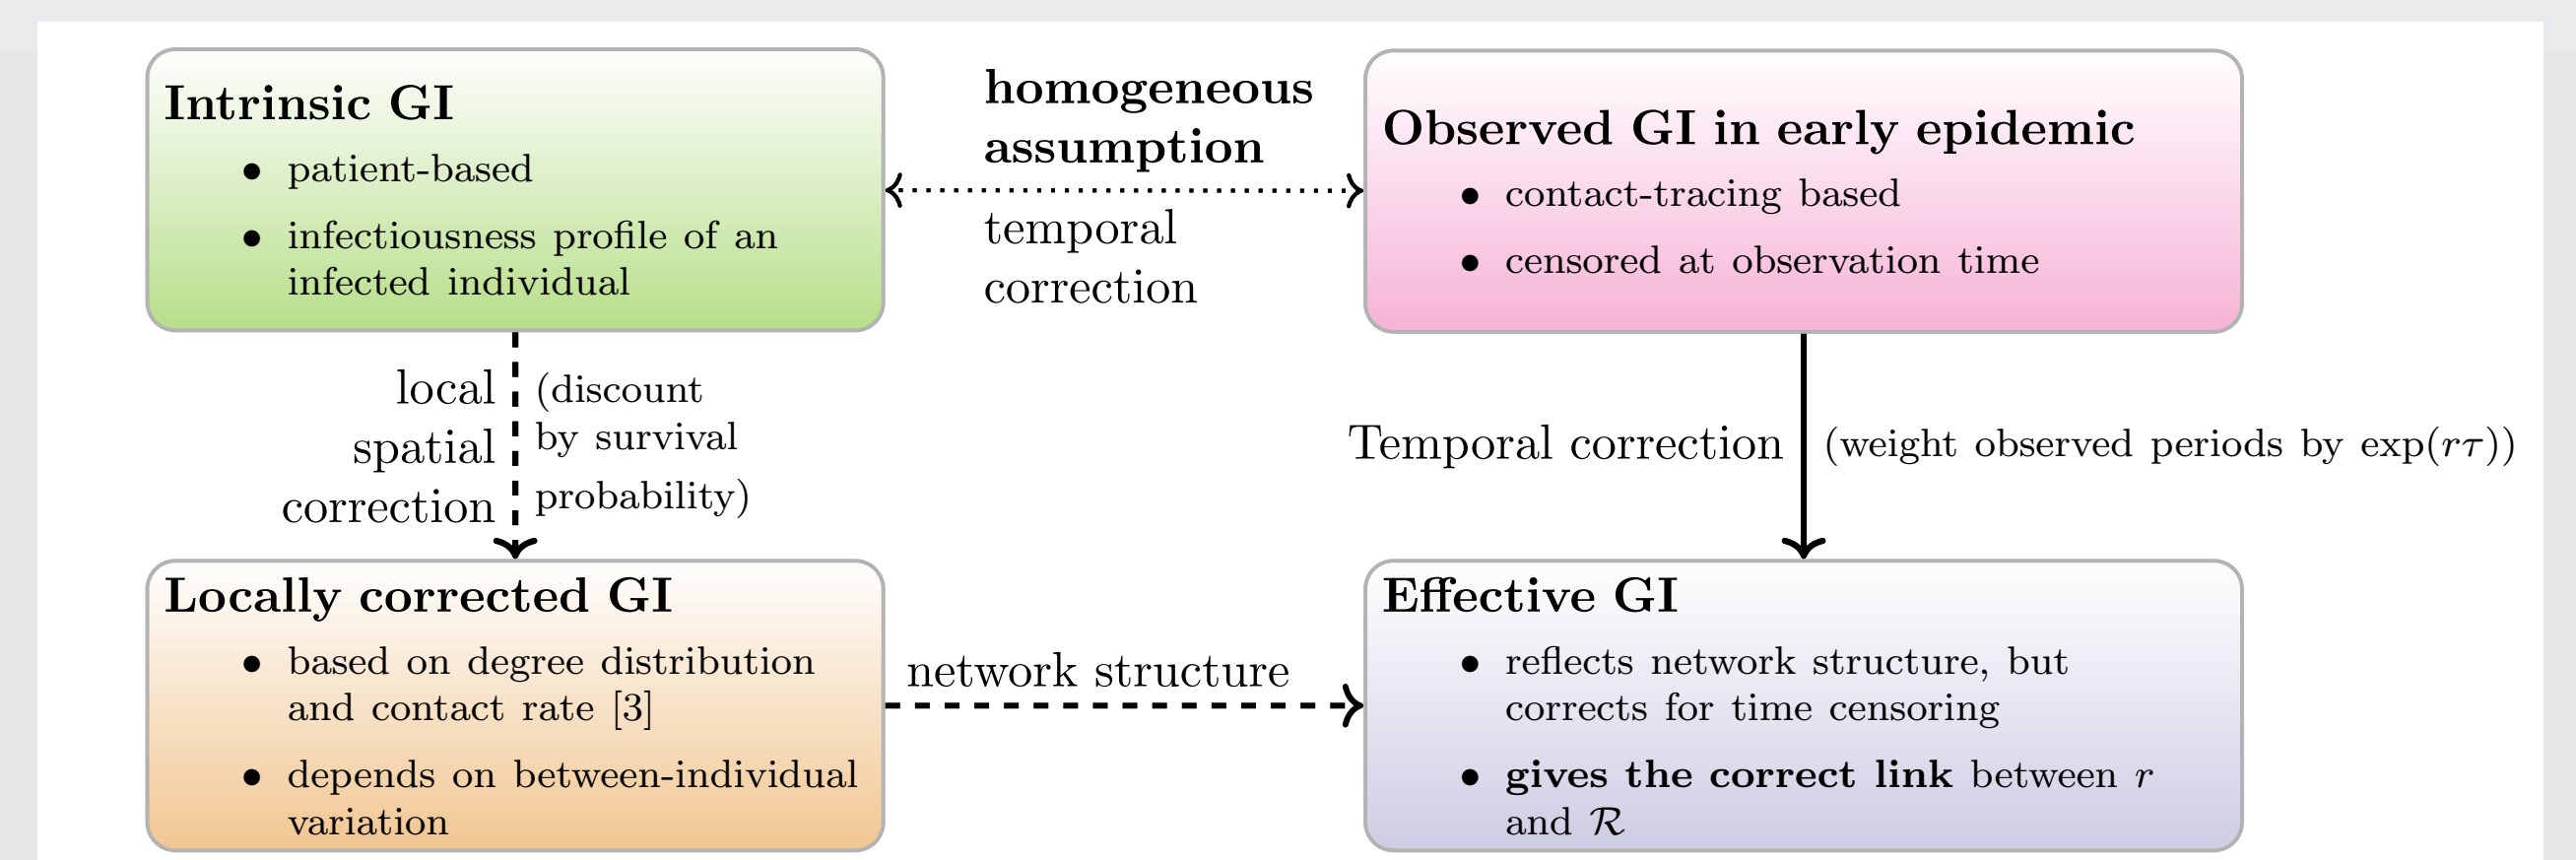 Intrinsic GI
• patient-based
• infectiousness profile of an
infected individual
homogeneous
assumption
temporal
correction
Observed GI in early epidemic
• contact-tracing based
• censored at observation time
local
spatial
correction
(discount
by survival
probability)
Temporal correction
(weight observed periods by exp(rτ))
Locally corrected GI
• based on degree distribution
and contact rate [3]
• depends on between-individual
variation
network structure
Effective GI
• reflects network structure, but
corrects for time censoring
• gives the correct link between r
and ℛ